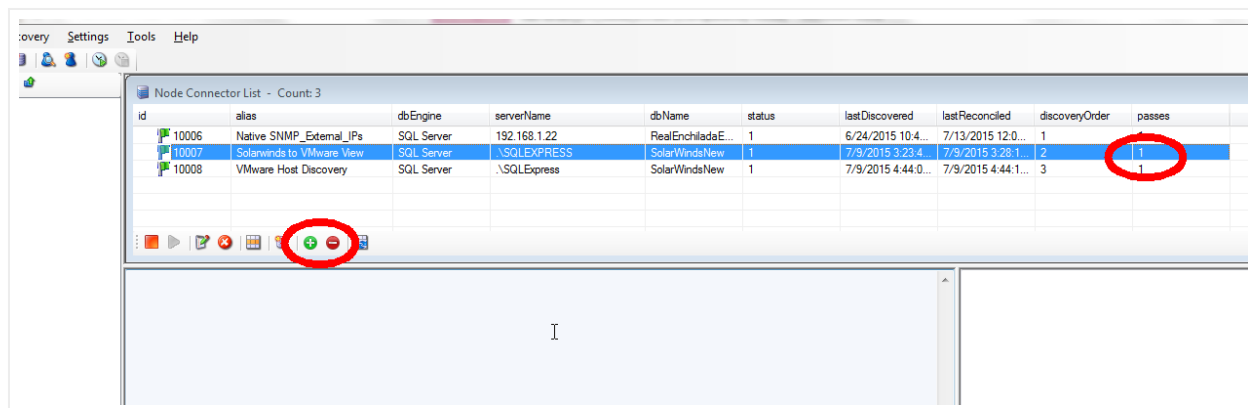 overy Settings Tools Help
Node Connector List - Count: 3
id alias dbEngine serverName dbName status lastDiscovered lastReconciled discoveryOrder passes
10006 Native SNMP_External_IPs SQL Server 192.168.1.22 RealEnchiladaE... 1 6/24/2015 10:4... 7/13/2015 12:0... 1 1
10007 Solarwinds to VMware View SQL Server .\SQLEXPRESS SolarWindsNew 1 7/9/2015 3:23:4... 7/9/2015 3:28:1... 2 1
10008 VMware Host Discovery SQL Server .\SQLExpress SolarWindsNew 1 7/9/2015 4:44:0... 7/9/2015 4:44:1... 3 1